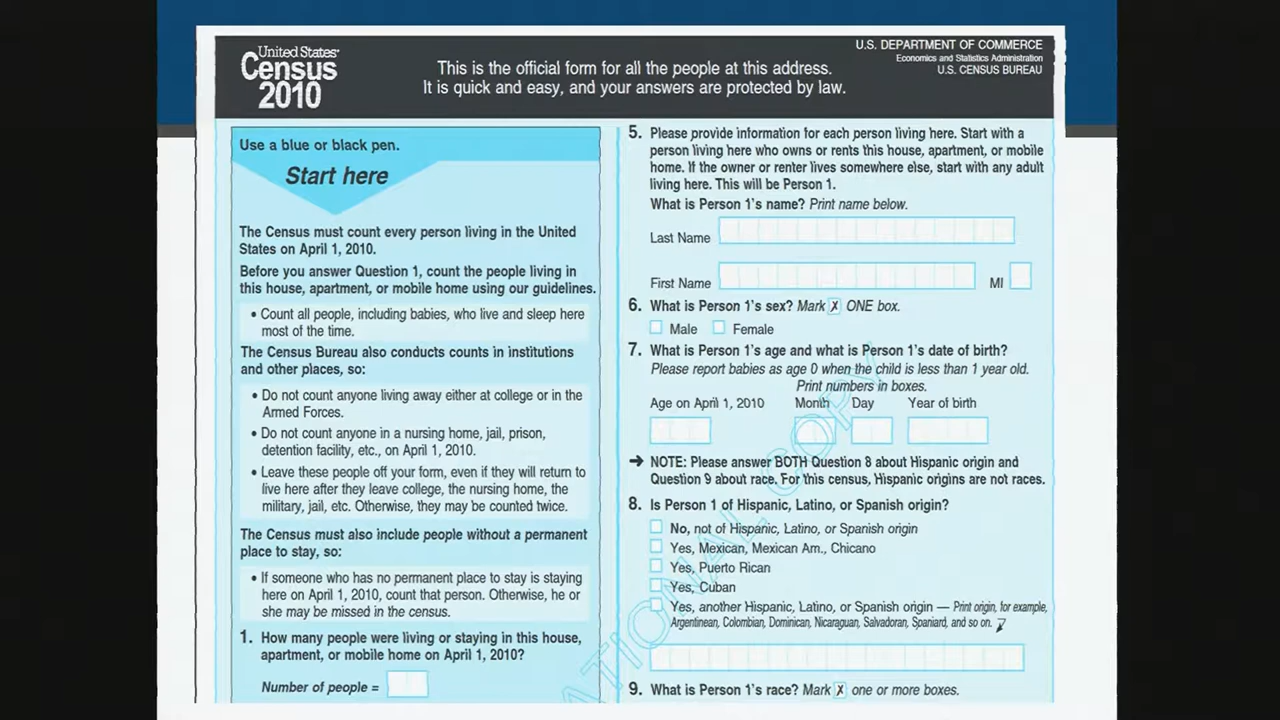 United States®
Census
2010
This is the official form for all the people at this address.
It is quick and easy, and your answers are protected by law.
U.S. DEPARTMENT OF COMMERCE
Economics and Statistics Administration
U.S. CENSUS BUREAU
Use a blue or black pen.
Start here
The Census must count every person living in the United
States on April 1, 2010.
Before you answer Question 1, count the people living in
this house, apartment, or mobile home using our guidelines.
• Count all people, including babies, who live and sleep here
most of the time.
The Census Bureau also conducts counts in institutions
and other places, so:
• Do not count anyone living away either at college or in the
Armed Forces.
• Do not count anyone in a nursing home, jail, prison,
detention facility, etc., on April 1, 2010.
• Leave these people off your form, even if they will return to
live here after they leave college, the nursing home, the
military, jail, etc. Otherwise, they may be counted twice.
The Census must also include people without a permanent
place to stay, so:
• If someone who has no permanent place to stay is staying
here on April 1, 2010, count that person. Otherwise, he or
she may be missed in the census.
1. How many people were living or staying in this house,
apartment, or mobile home on April 1, 2010?
Number of people =
5. Please provide information for each person living here. Start with a
person living here who owns or rents this house, apartment, or mobile
home. If the owner or renter lives somewhere else, start with any adult
living here. This will be Person 1.
What is Person 1's name? Print name below.
Last Name
First Name MI
6. What is Person 1's sex? Mark X ONE box.
Male Female
7. What is Person 1's age and what is Person 1's date of birth?
Please report babies as age 0 when the child is less than 1 year old.
Print numbers in boxes.
Age on April 1, 2010 Month Day Year of birth
➔ NOTE: Please answer BOTH Question 8 about Hispanic origin and
Question 9 about race. For this census, Hispanic origins are not races.
8. Is Person 1 of Hispanic, Latino, or Spanish origin?
No, not of Hispanic, Latino, or Spanish origin
Yes, Mexican, Mexican Am., Chicano
Yes, Puerto Rican
Yes, Cuban
Yes, another Hispanic, Latino, or Spanish origin — Print origin, for example,
Argentinean, Colombian, Dominican, Nicaraguan, Salvadoran, Spaniard, and so on.
9. What is Person 1's race? Mark X one or more boxes.
ATIONAL COPY